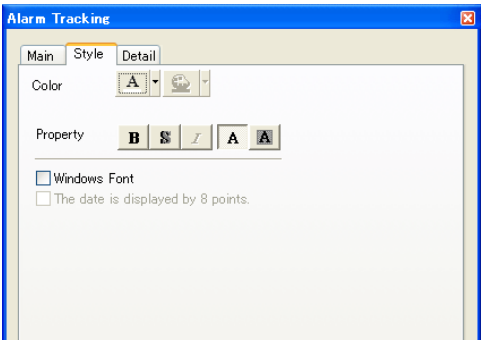 Alarm Tracking
Main Style Detail
Color A
Property B S I A A
Windows Font
The date is displayed by 8 points.